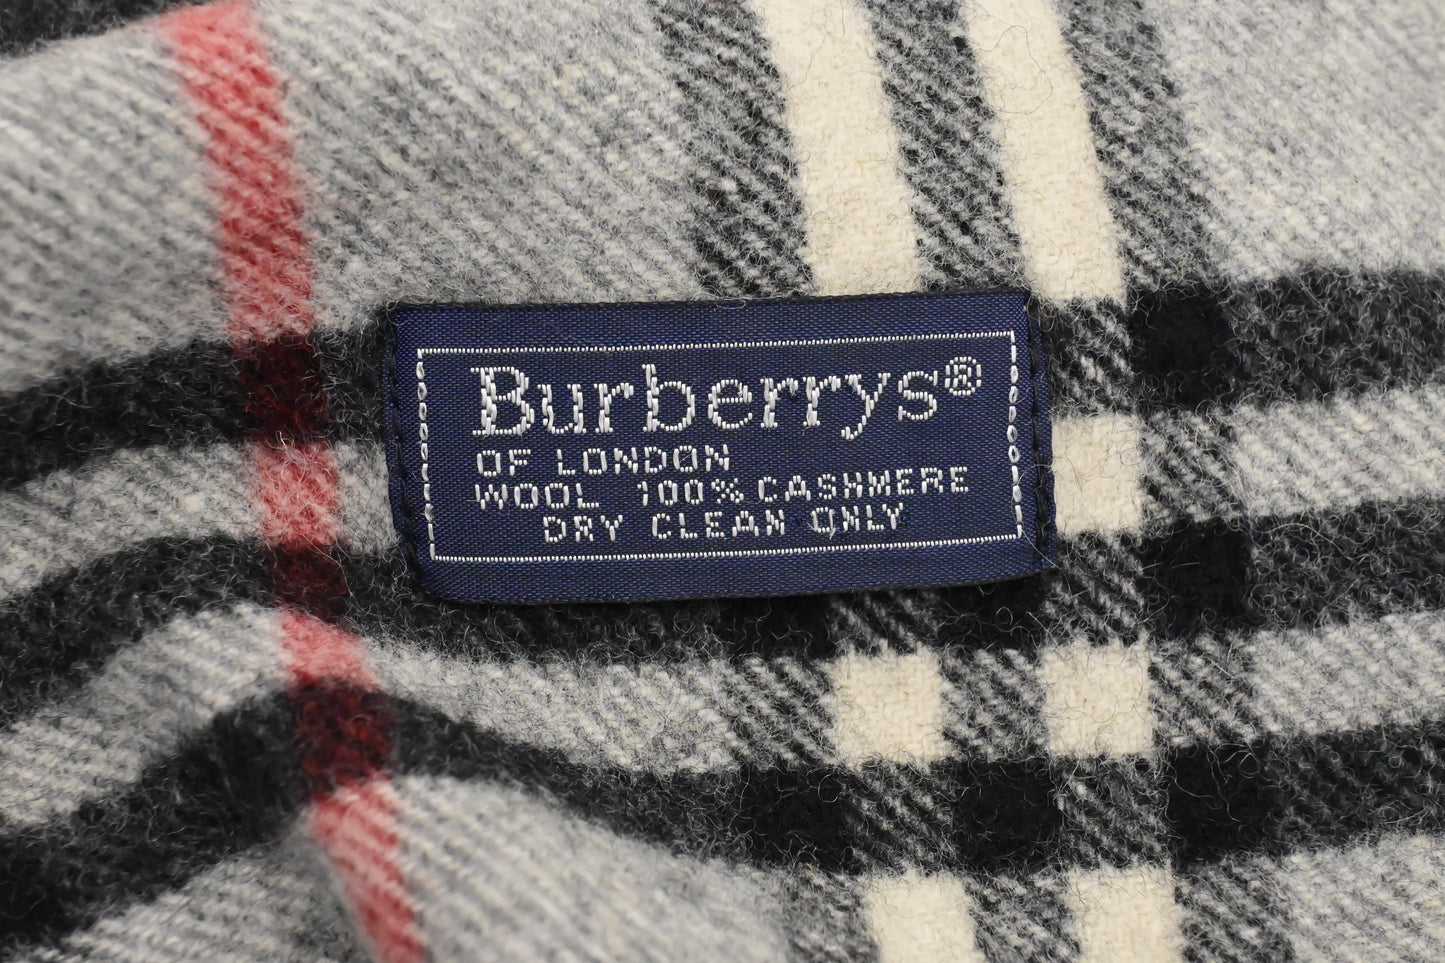 Burberrys®
OF LONDON
WOOL 100% CASHMERE
DRY CLEAN ONLY